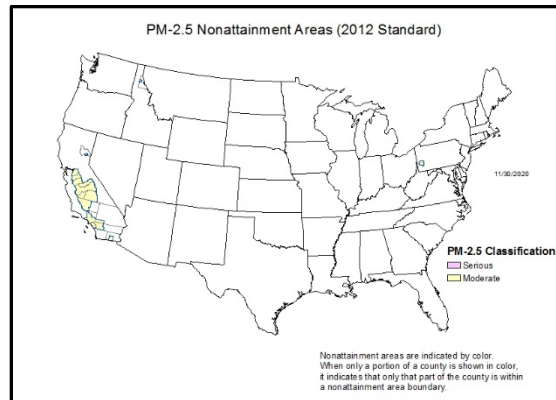 PM-2.5 Nonattainment Areas (2012 Standard)
11/30/2020
PM-2.5 Classification
Serious
Moderate
Nonattainment areas are indicated by color.
When only a portion of a county is shown in color,
it indicates that only that part of the county is within
a nonattainment area boundary.